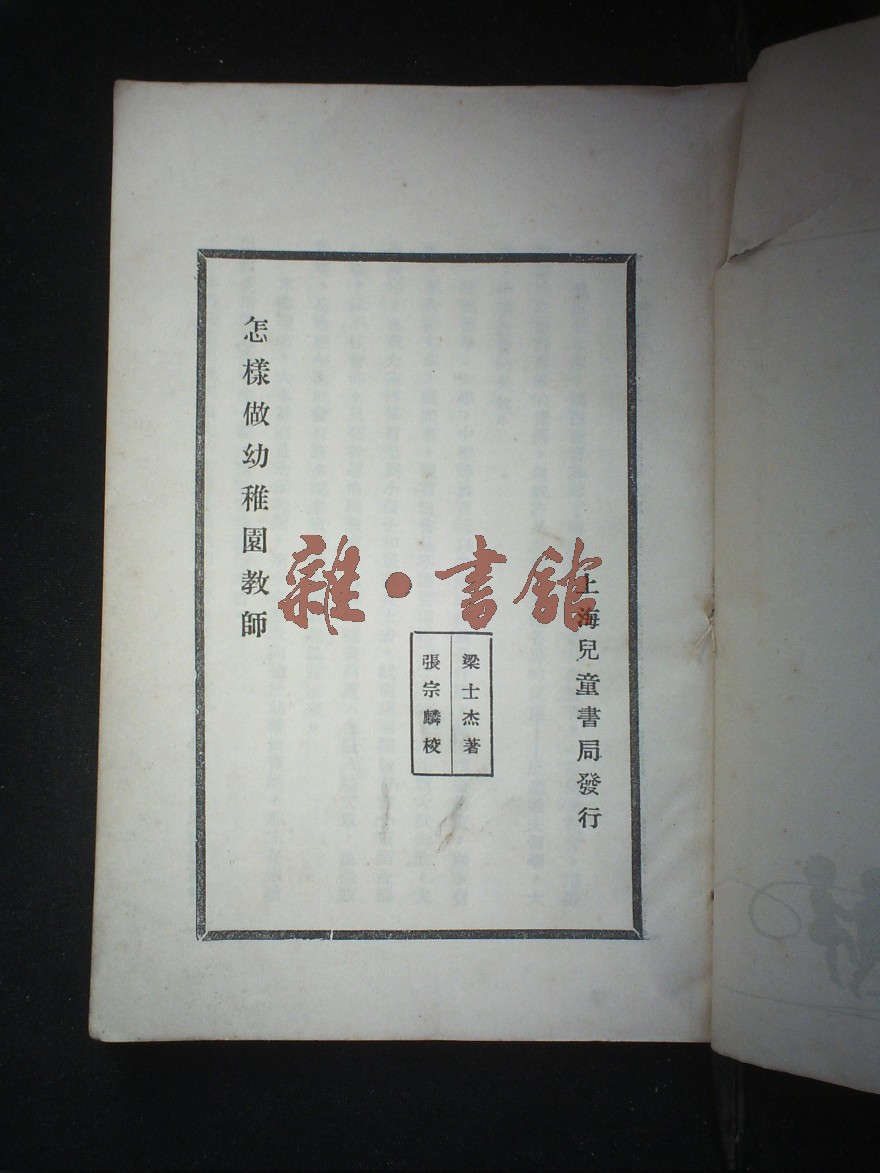 怎樣做幼稚園教師
雜·書館
梁士杰著
張宗麟校
上海兒童書局發行